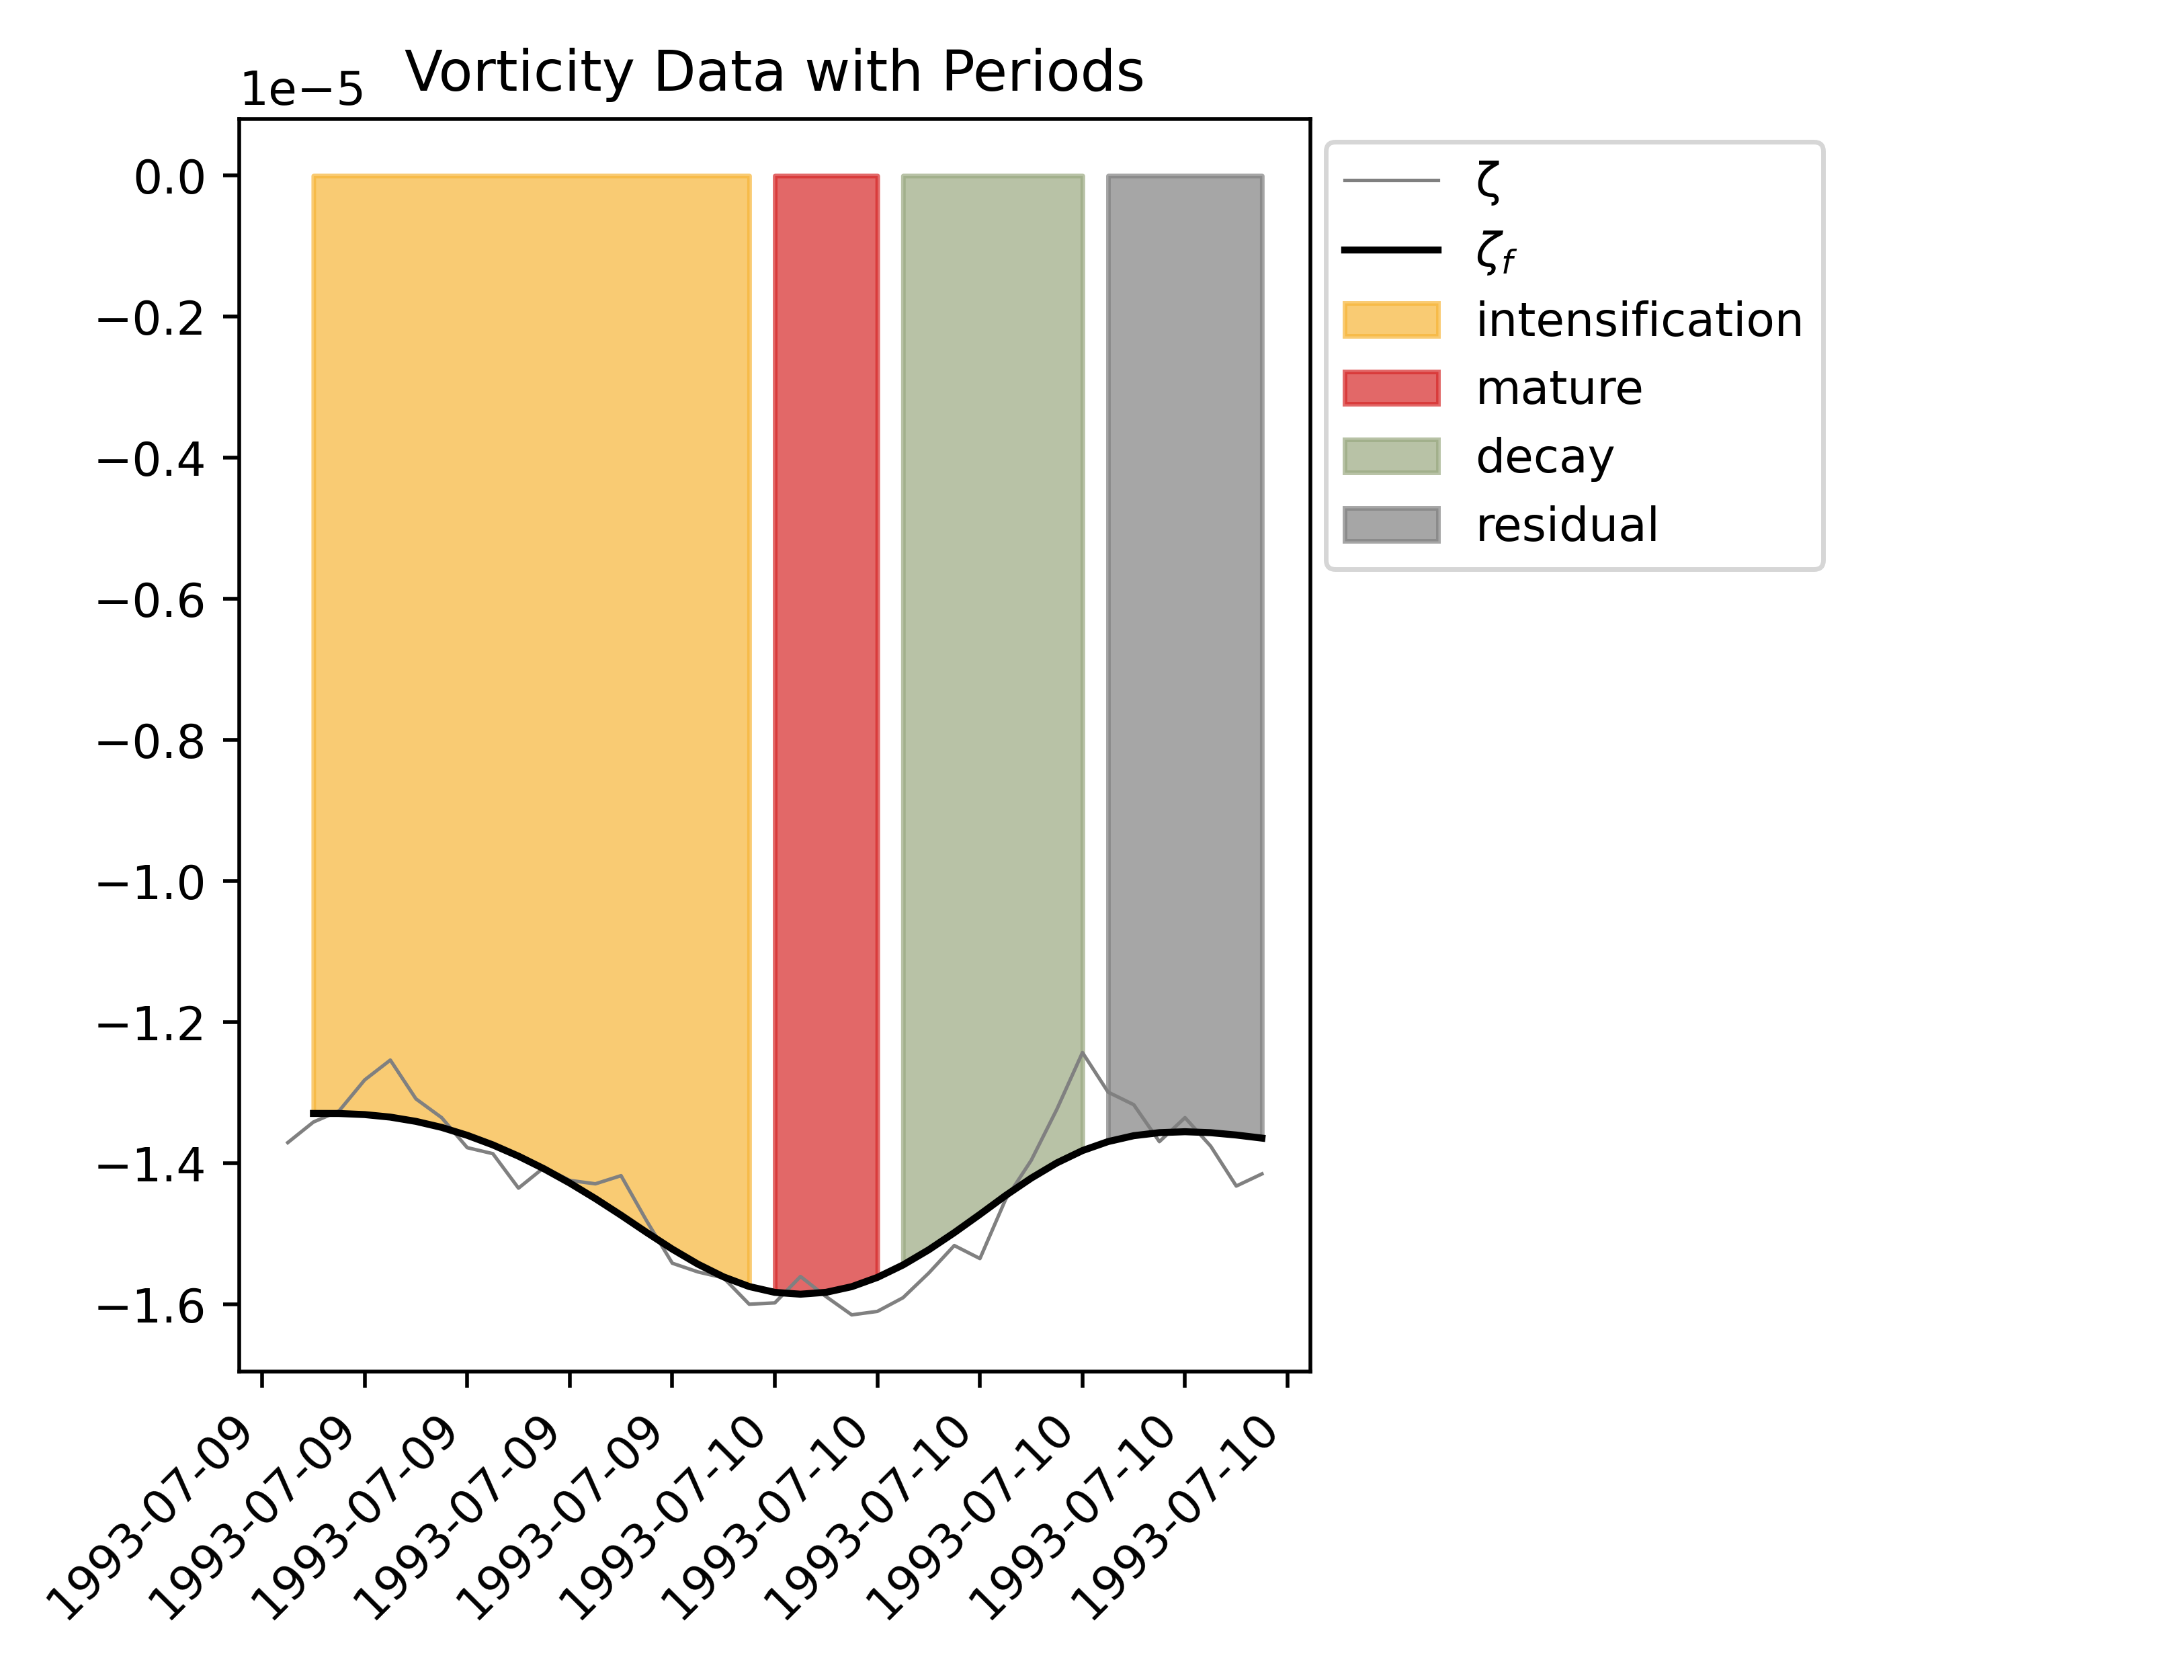 Vorticity Data with Periods
1e−5
0.0
−0.2
−0.4
−0.6
−0.8
−1.0
−1.2
−1.4
−1.6
1993-07-09
1993-07-09
1993-07-09
1993-07-09
1993-07-09
1993-07-10
1993-07-10
1993-07-10
1993-07-10
1993-07-10
1993-07-10
ζ
ζf
intensification
mature
decay
residual